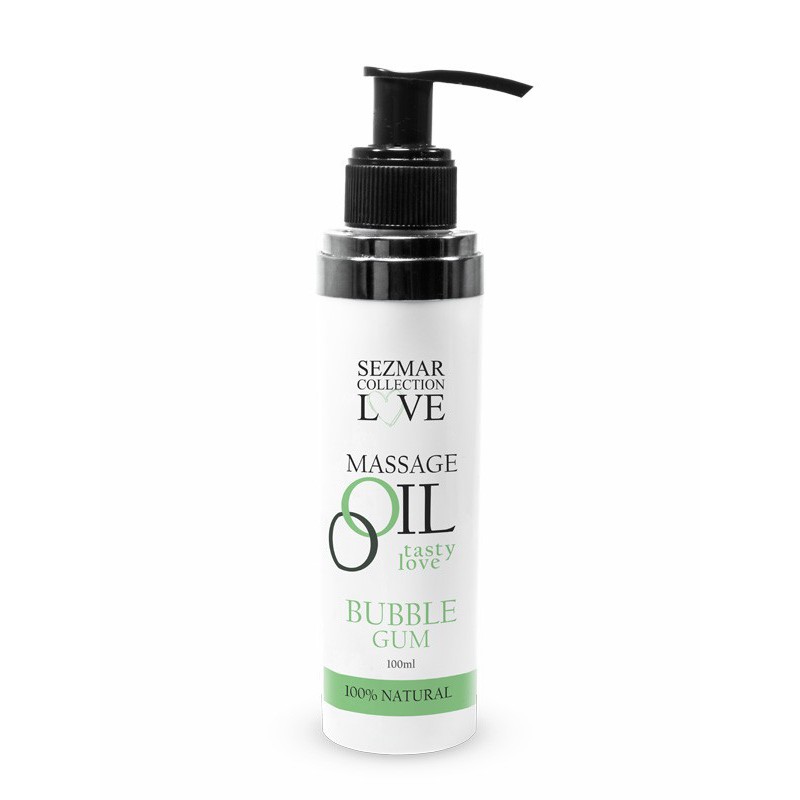 SEZMAR
COLLECTION
LOVE
MASSAGE
OIL
tasty
love
BUBBLE
GUM
100ml
100% NATURAL